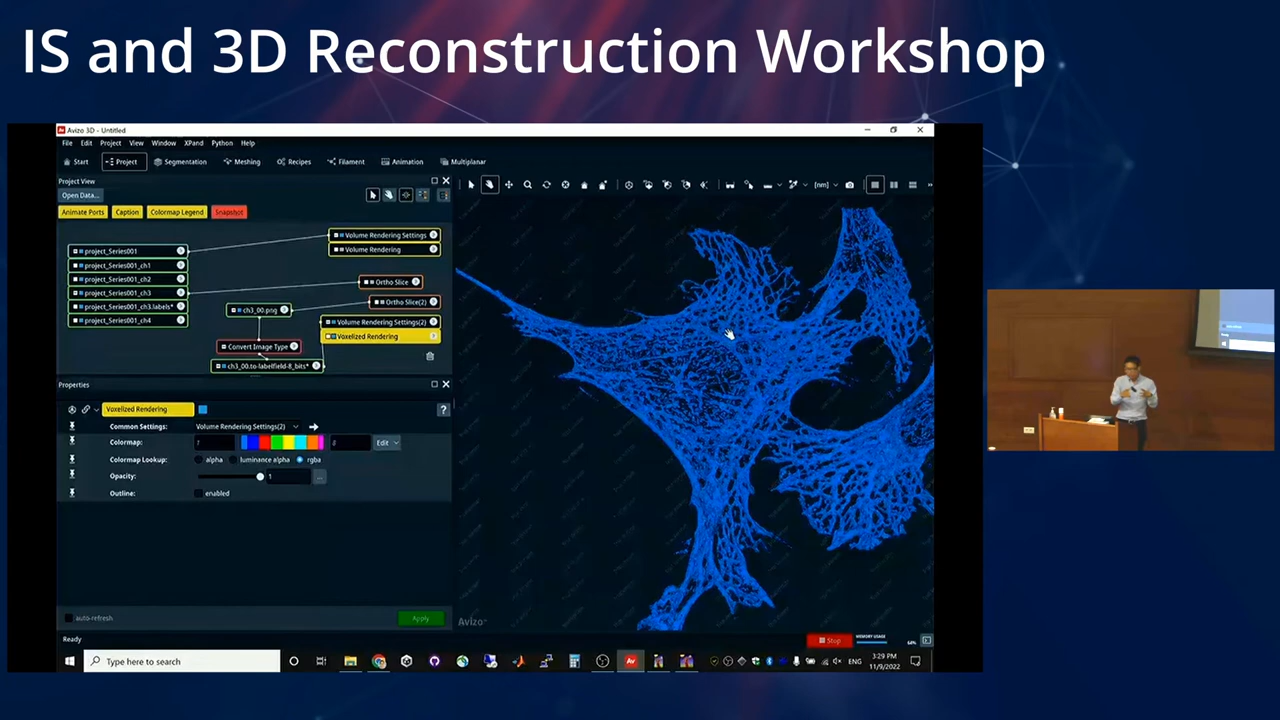 IS and 3D Reconstruction Workshop
Avizo 3D - Untitled
File Edit Project View Window XPand Python Help
Start Project Segmentation Meshing Recipes Filament Animation Multiplanar
Project View
Open Data...
[nm]
Animate Ports Caption Colormap Legend Snapshot
Volume Rendering Settings
project_Series001 Volume Rendering
project_Series001_ch1
project_Series001_ch2 Ortho Slice
project_Series001_ch3
project_Series001_ch3.labels* Ortho Slice(2)
ch3_00.png
project_Series001_ch4 Volume Rendering Settings(2)
Voxelized Rendering
Convert Image Type
ch3_00.to-labelfield-8_bits*
Properties
Voxelized Rendering ?
Common Settings: Volume Rendering Settings(2)
Colormap: Edit
Colormap Lookup: alpha luminance alpha rgba
Opacity: 1 ...
Outline: enabled
auto-refresh Apply
Avizo
Ready Stop MEMORY USAGE
Type here to search
ENG 3:29 PM
11/9/2022